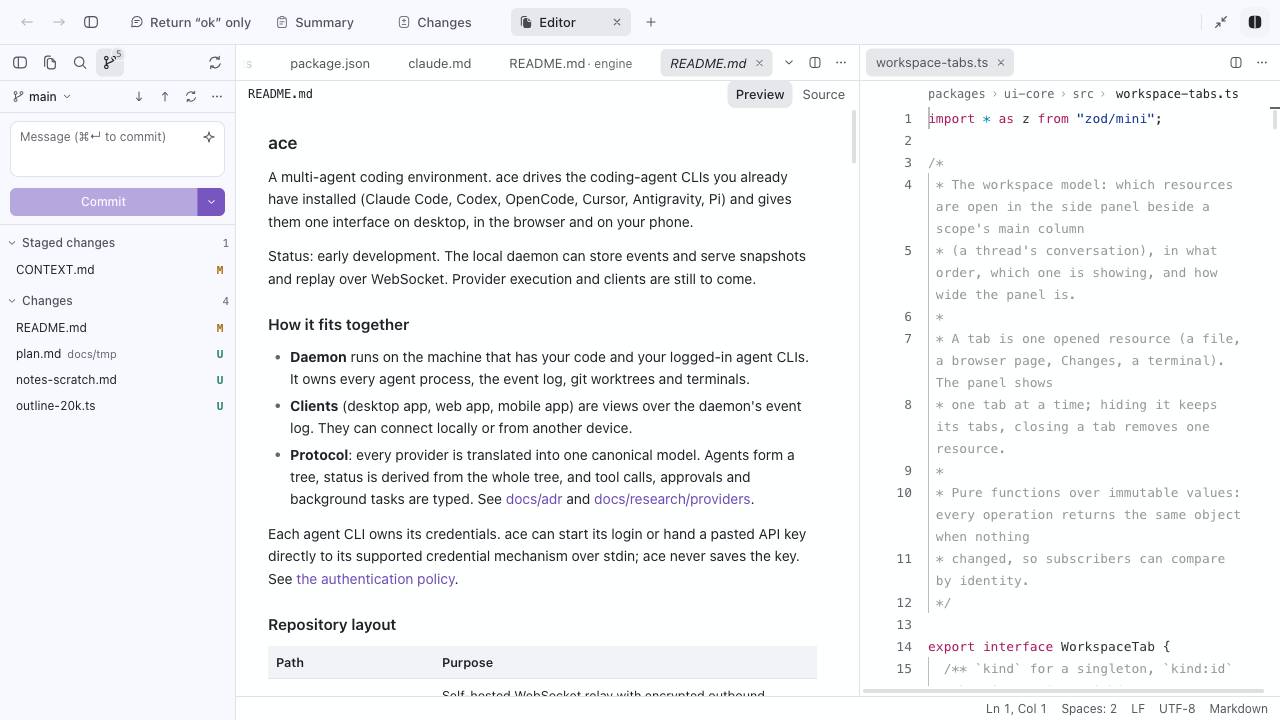 Return “ok” only
Summary
Changes
Editor
5
package.json
claude.md
README.md · engine
README.md
workspace-tabs.ts
main
README.md
Preview
Source
packages › ui-core › src › workspace-tabs.ts
Message (⌘↵ to commit)
Commit
Staged changes 1
CONTEXT.md M
Changes 4
README.md M
plan.md docs/tmp U
notes-scratch.md U
outline-20k.ts U
ace
A multi-agent coding environment. ace drives the coding-agent CLIs you already
have installed (Claude Code, Codex, OpenCode, Cursor, Antigravity, Pi) and gives
them one interface on desktop, in the browser and on your phone.
Status: early development. The local daemon can store events and serve snapshots
and replay over WebSocket. Provider execution and clients are still to come.
How it fits together
• Daemon runs on the machine that has your code and your logged-in agent CLIs.
It owns every agent process, the event log, git worktrees and terminals.
• Clients (desktop app, web app, mobile app) are views over the daemon's event
log. They can connect locally or from another device.
• Protocol: every provider is translated into one canonical model. Agents form a
tree, status is derived from the whole tree, and tool calls, approvals and
background tasks are typed. See docs/adr and docs/research/providers.
Each agent CLI owns its credentials. ace can start its login or hand a pasted API key
directly to its supported credential mechanism over stdin; ace never saves the key.
See the authentication policy.
Repository layout
Path Purpose
Self-hosted WebSocket relay with encrypted outbound
1 import * as z from "zod/mini";
2
3 /*
4 * The workspace model: which resources
are open in the side panel beside a
scope's main column
5 * (a thread's conversation), in what
order, which one is showing, and how
wide the panel is.
6 *
7 * A tab is one opened resource (a file,
a browser page, Changes, a terminal).
The panel shows
8 * one tab at a time; hiding it keeps
its tabs, closing a tab removes one
resource.
9 *
10 * Pure functions over immutable values:
every operation returns the same object
when nothing
11 * changed, so subscribers can compare
by identity.
12 */
13
14 export interface WorkspaceTab {
15 /** `kind` for a singleton, `kind:id`
Ln 1, Col 1 Spaces: 2 LF UTF-8 Markdown